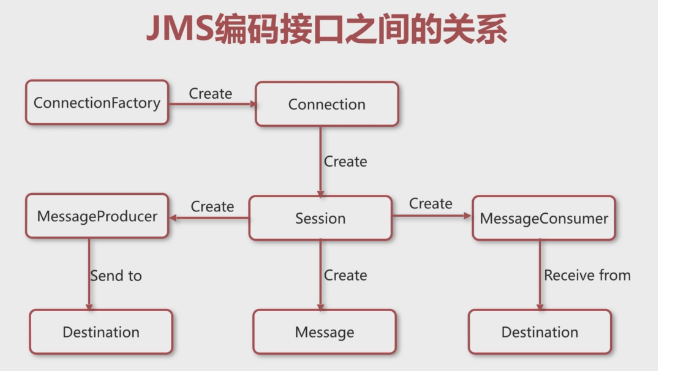 JMS编码接口之间的关系
ConnectionFactory
Create
Connection
Create
MessageProducer
Create
Session
Create
MessageConsumer
Send to
Create
Receive from
Destination
Message
Destination